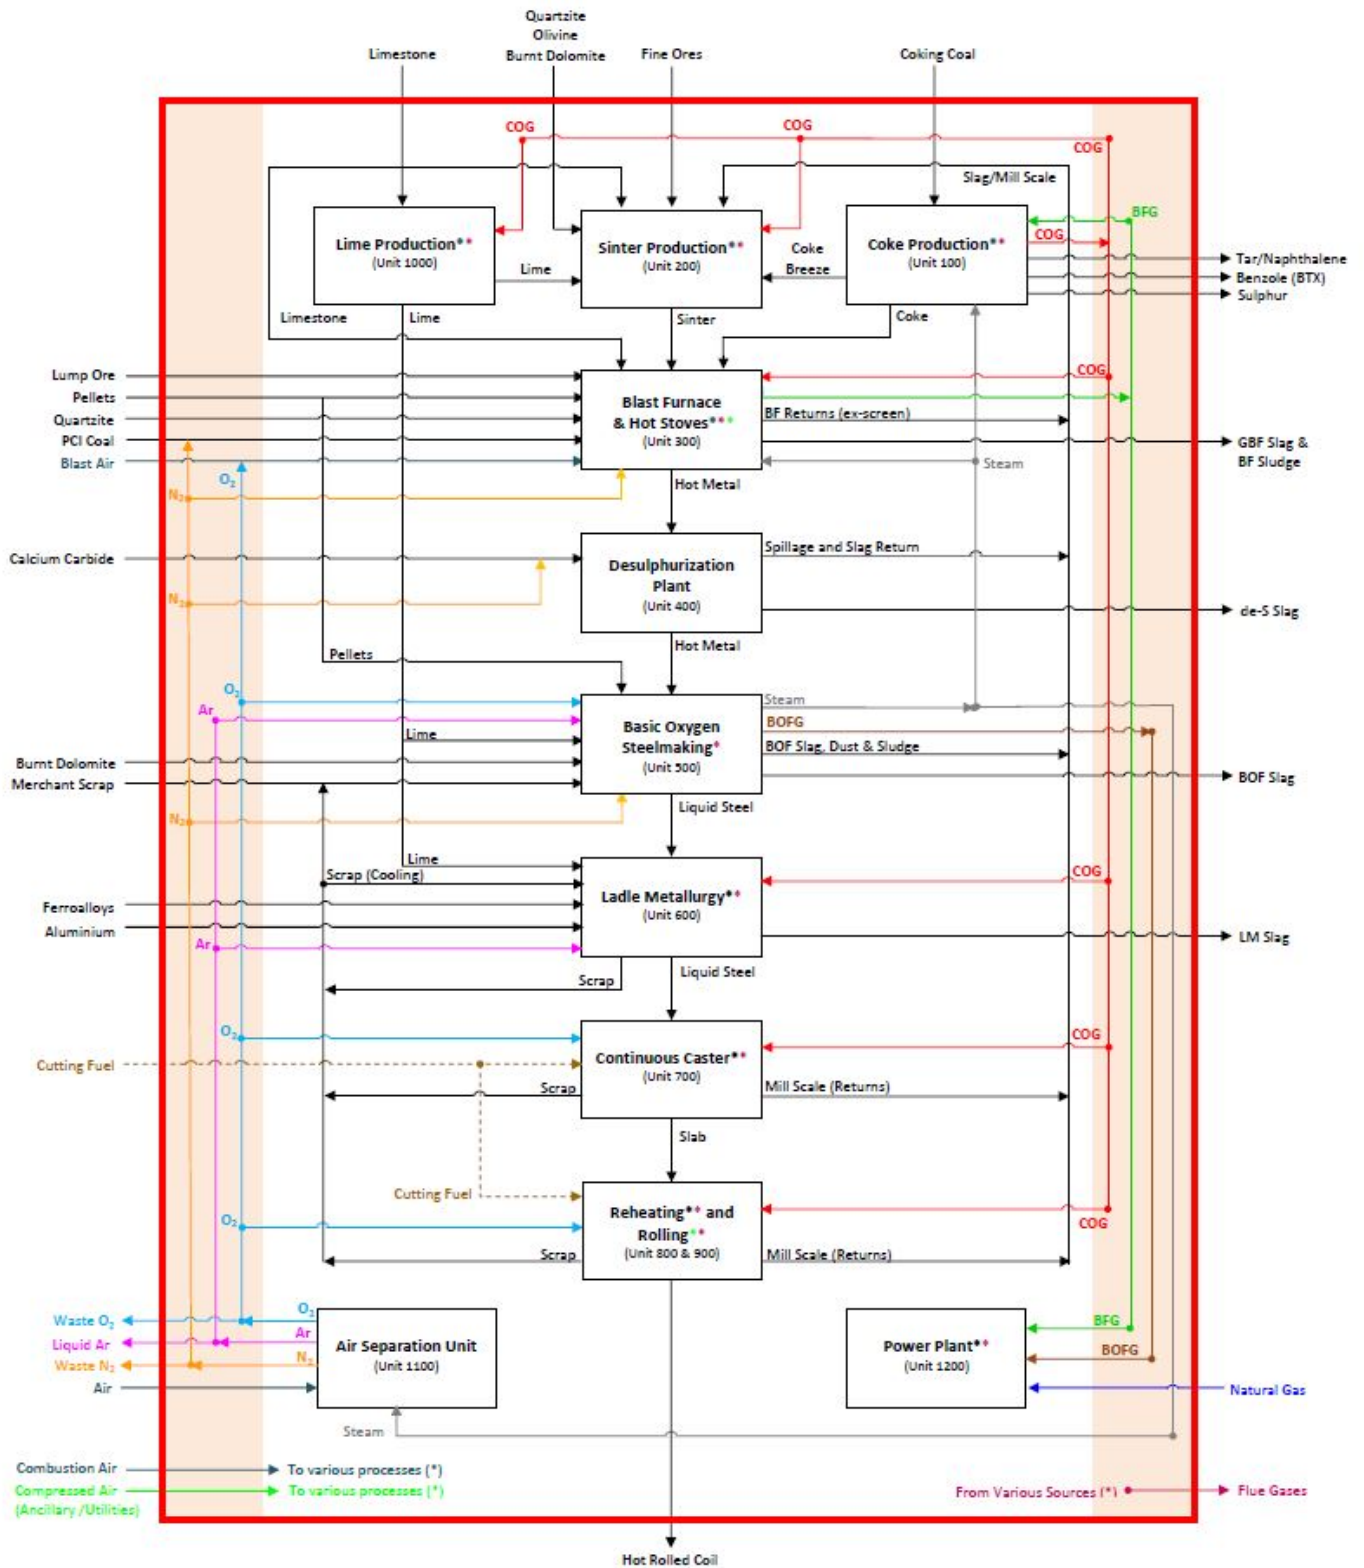 Quartzite
Olivine
Burnt Dolomite
Limestone
Fine Ores
Coking Coal
COG
COG
COG
Slag/Mill Scale
BFG
Lime Production**
(Unit 1000)
Sinter Production**
(Unit 200)
Coke
Breeze
Coke Production**
(Unit 100)
COG
Lime
Tar/Naphthalene
Benzole (BTX)
Sulphur
Limestone
Lime
Sinter
Coke
Lump Ore
Pellets
Quartzite
PCI Coal
Blast Air
COG
Blast Furnace
& Hot Stoves***
(Unit 300)
BF Returns (ex-screen)
GBF Slag &
BF Sludge
Steam
O₂
N₂
Hot Metal
Calcium Carbide
Desulphurization
Plant
(Unit 400)
Spillage and Slag Return
N₂
de-S Slag
Hot Metal
Pellets
O₂
Ar
Steam
BOFG
Basic Oxygen
Steelmaking*
(Unit 500)
Lime
BOF Slag, Dust & Sludge
Burnt Dolomite
Merchant Scrap
BOF Slag
N₂
Liquid Steel
Lime
Scrap (Cooling)
COG
Ladle Metallurgy**
(Unit 600)
Ferroalloys
Aluminium
Ar
LM Slag
Liquid Steel
Scrap
O₂
COG
Continuous Caster**
(Unit 700)
Cutting Fuel
Scrap
Mill Scale (Returns)
Slab
Cutting Fuel
Reheating** and
Rolling**
(Unit 800 & 900)
O₂
COG
Scrap
Mill Scale (Returns)
Waste O₂
O₂
Liquid Ar
Ar
Waste N₂
N₂
Air
Air Separation Unit
(Unit 1100)
Power Plant**
(Unit 1200)
BFG
BOFG
Natural Gas
Steam
Combustion Air
To various processes (*)
Compressed Air
(Ancillary /Utilities)
To various processes (*)
From Various Sources (*)
Flue Gases
Hot Rolled Coil